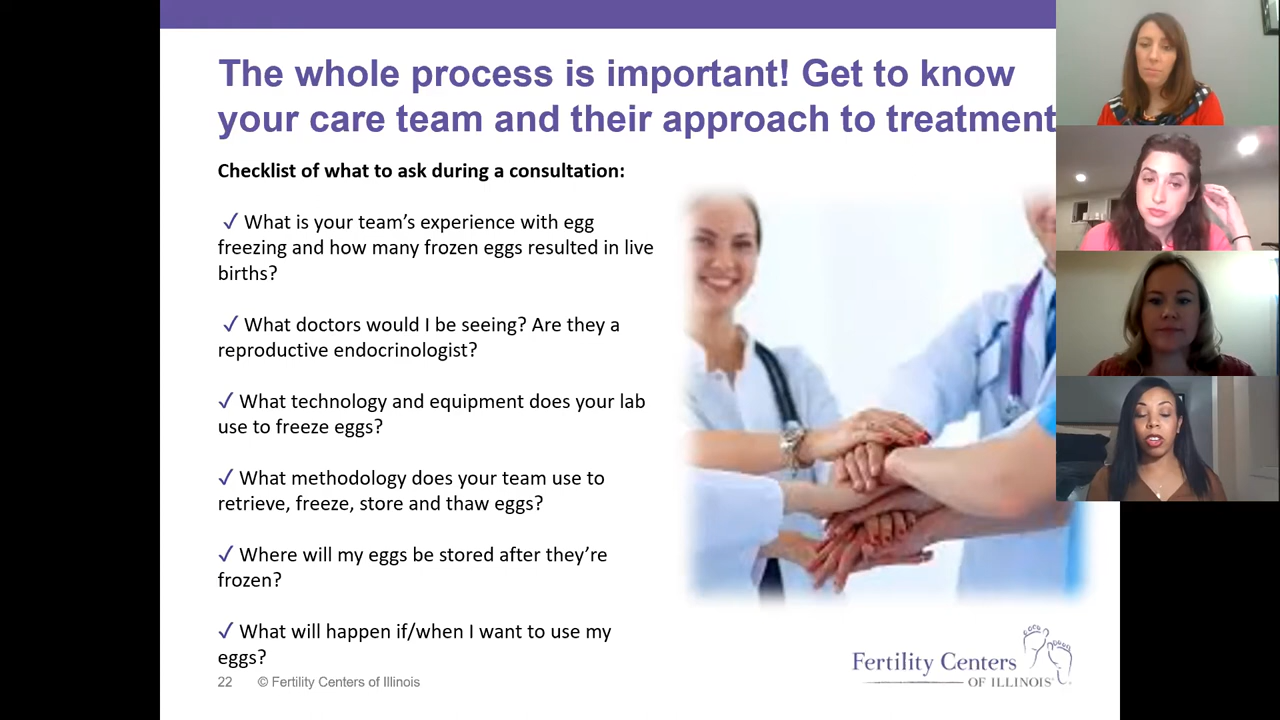 The whole process is important! Get to know
your care team and their approach to treatment
Checklist of what to ask during a consultation:
✓ What is your team’s experience with egg
freezing and how many frozen eggs resulted in live
births?
✓ What doctors would I be seeing? Are they a
reproductive endocrinologist?
✓ What technology and equipment does your lab
use to freeze eggs?
✓ What methodology does your team use to
retrieve, freeze, store and thaw eggs?
✓ Where will my eggs be stored after they’re
frozen?
✓ What will happen if/when I want to use my
eggs?
22 © Fertility Centers of Illinois
Fertility Centers
OF ILLINOIS